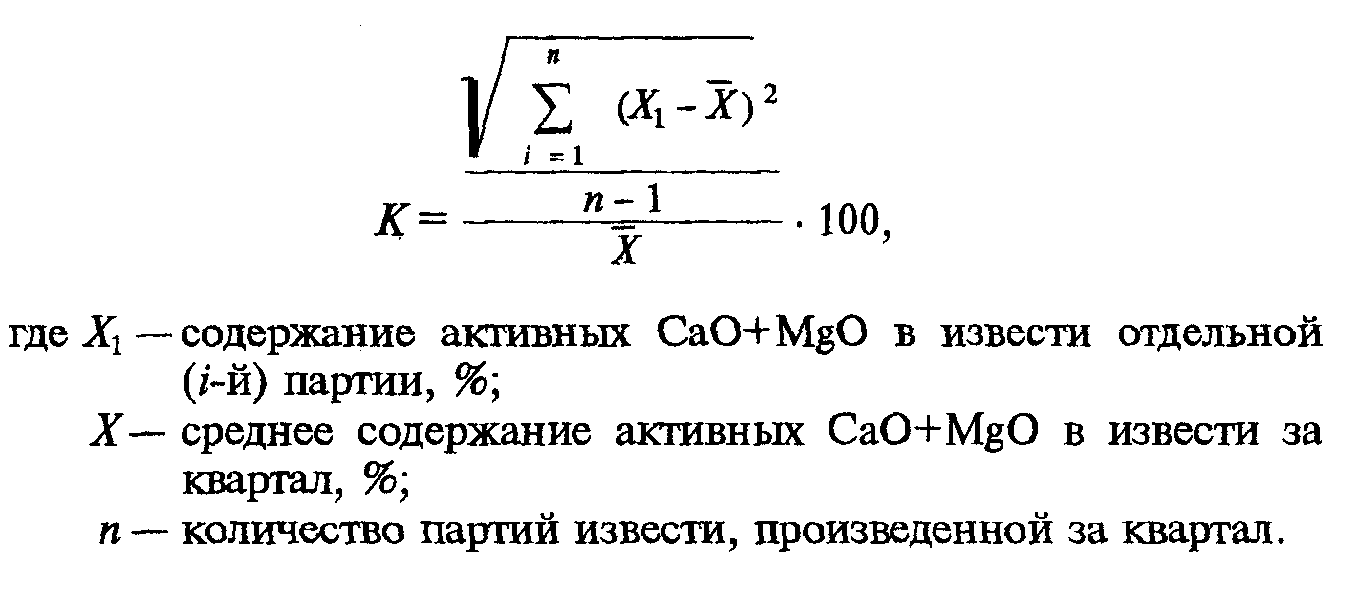 n
√ Σ (X₁ – X̅)²
i = 1
n – 1
K = · 100,
X̅
где X₁ — содержание активных CaO+MgO в извести отдельной
(i-й) партии, %;
X — среднее содержание активных CaO+MgO в извести за
квартал, %;
n — количество партий извести, произведенной за квартал.